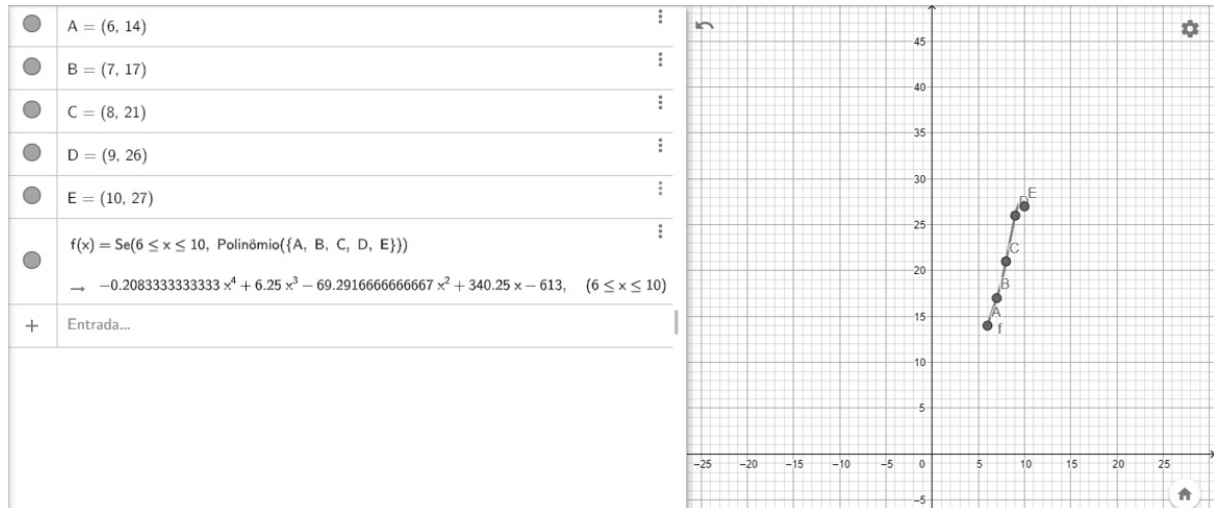 A = (6, 14)
B = (7, 17)
C = (8, 21)
D = (9, 26)
E = (10, 27)
f(x) = Se(6 ≤ x ≤ 10, Polinômio({A, B, C, D, E}))
→ −0.2083333333333 x⁴ + 6.25 x³ − 69.2916666666667 x² + 340.25 x − 613, (6 ≤ x ≤ 10)
+ Entrada...
45
40
35
30
E
D
25
C
20
B
15
A
f
10
5
−25 −20 −15 −10 −5 0 5 10 15 20 25
−5